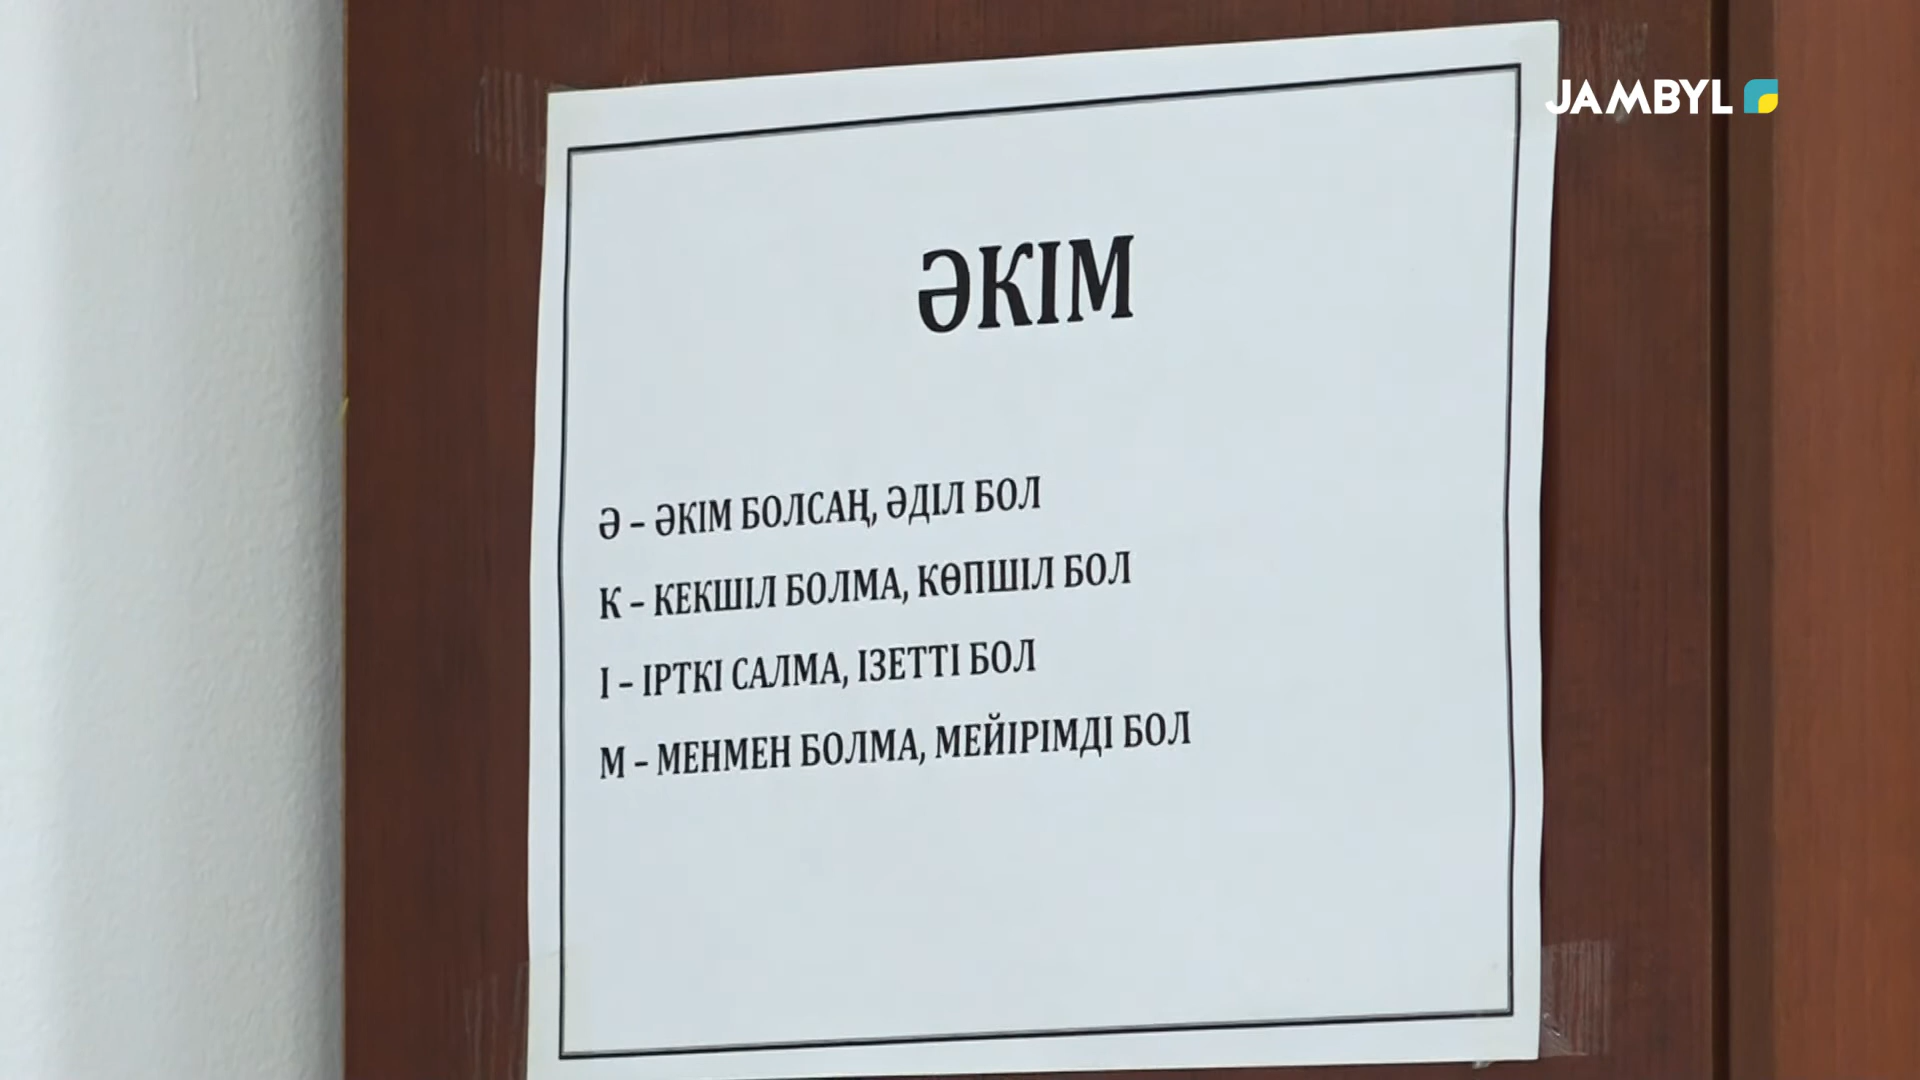 JAMBYL
ӘКІМ
Ә – ӘКІМ БОЛСАҢ, ӘДІЛ БОЛ
К – КЕКШІЛ БОЛМА, КӨПШІЛ БОЛ
І – ІРТКІ САЛМА, ІЗЕТТІ БОЛ
М – МЕНМЕН БОЛМА, МЕЙІРІМДІ БОЛ